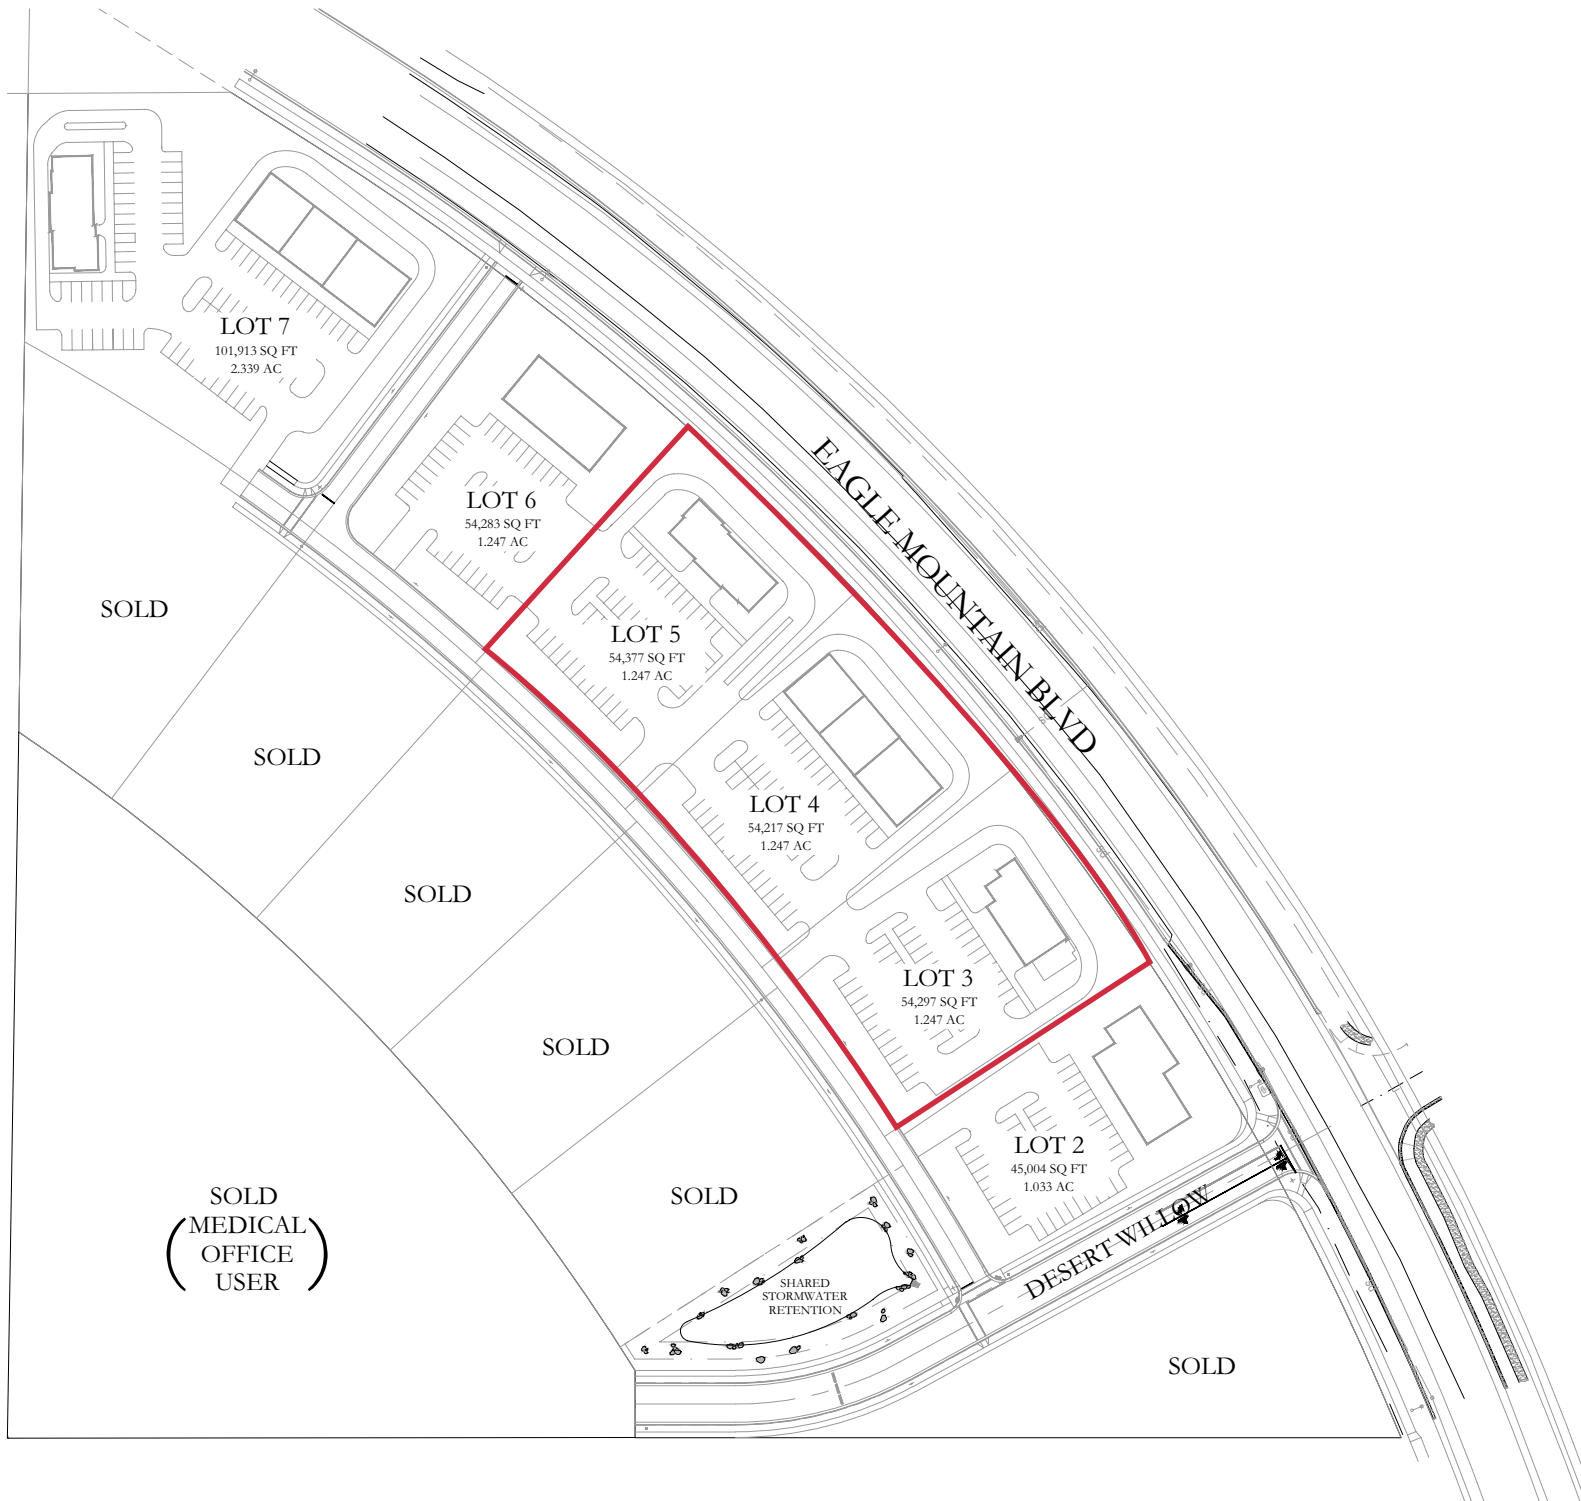 LOT 7
101,913 SQ FT
2.339 AC
LOT 6
54,283 SQ FT
1.247 AC
EAGLE MOUNTAIN BLVD
LOT 5
54,377 SQ FT
1.247 AC
SOLD
SOLD
LOT 4
54,217 SQ FT
1.247 AC
SOLD
LOT 3
54,297 SQ FT
1.247 AC
SOLD
LOT 2
45,004 SQ FT
1.033 AC
SOLD
SOLD
MEDICAL
OFFICE
USER
DESERT WILLOW
SHARED
STORMWATER
RETENTION
SOLD